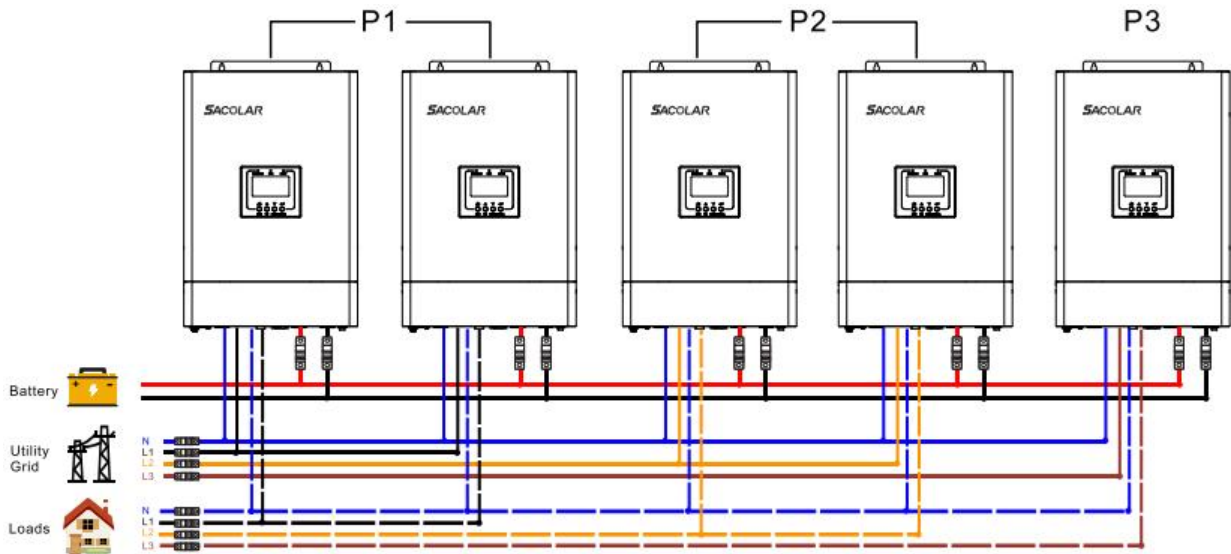 P1
P2
P3
SACOLAR
SACOLAR
SACOLAR
SACOLAR
SACOLAR
Battery
Utility
Grid
N
L1
L2
L3
Loads
N
L1
L2
L3